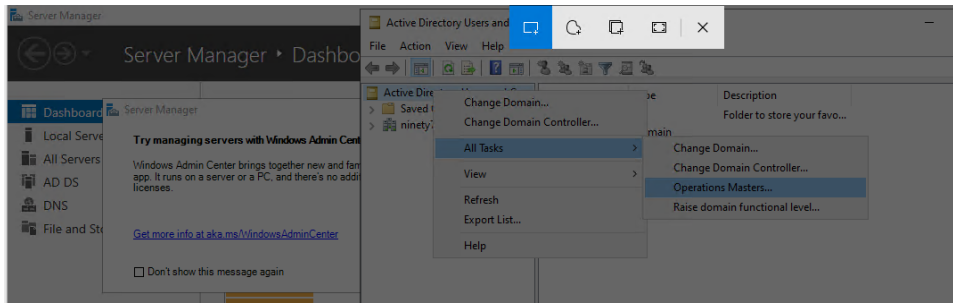 Server Manager
Server Manager • Dashbo
Dashboard
Local Serve
All Servers
AD DS
DNS
File and Sto
Server Manager
Try managing servers with Windows Admin Cent
Windows Admin Center brings together new and fam
app. It runs on a server or a PC, and there's no addit
licenses.
Get more info at aka.ms/WindowsAdminCenter
Don't show this message again
Active Directory Users and
File Action View Help
Active Dire
Saved
ninety
Description
Folder to store your favo...
main
Change Domain...
Change Domain Controller...
All Tasks
View
Refresh
Export List...
Help
Change Domain...
Change Domain Controller...
Operations Masters...
Raise domain functional level...